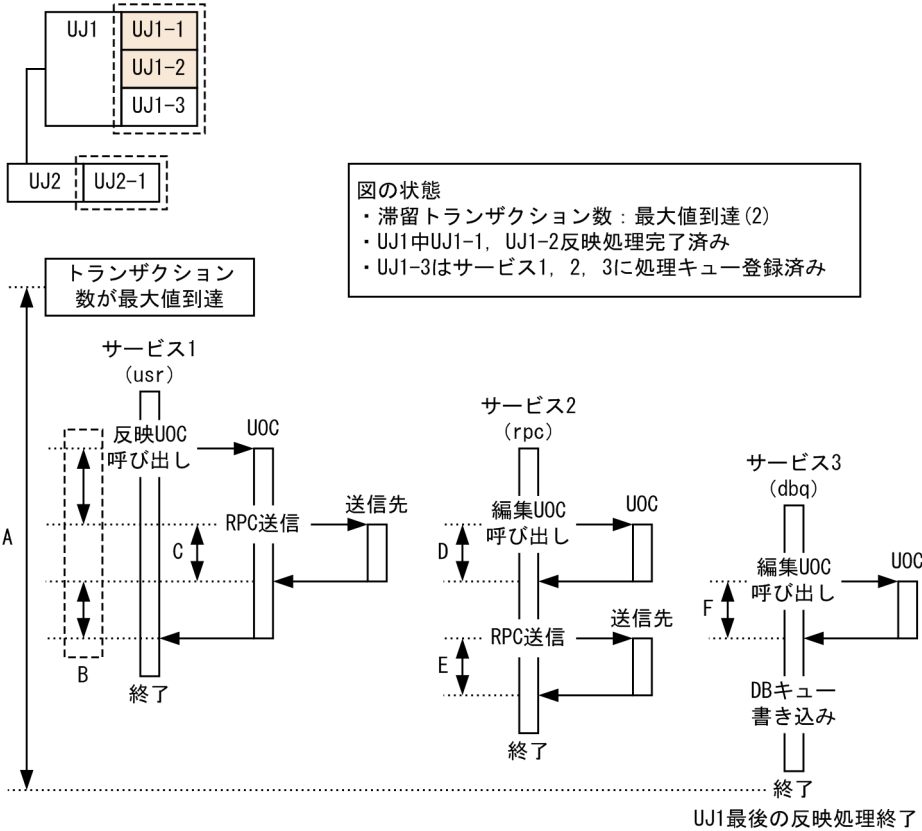 UJ1
UJ1-1
UJ1-2
UJ1-3
UJ2
UJ2-1
図の状態
・滞留トランザクション数：最大値到達(2)
・UJ1中UJ1-1，UJ1-2反映処理完了済み
・UJ1-3はサービス1，2，3に処理キュー登録済み
トランザクション
数が最大値到達
サービス1
(usr)
反映UOC
呼び出し
UOC
RPC送信
送信先
A
B
C
終了
サービス2
(rpc)
編集UOC
呼び出し
UOC
D
RPC送信
送信先
E
終了
サービス3
(dbq)
編集UOC
呼び出し
UOC
F
DBキュー
書き込み
終了
UJ1最後の反映処理終了